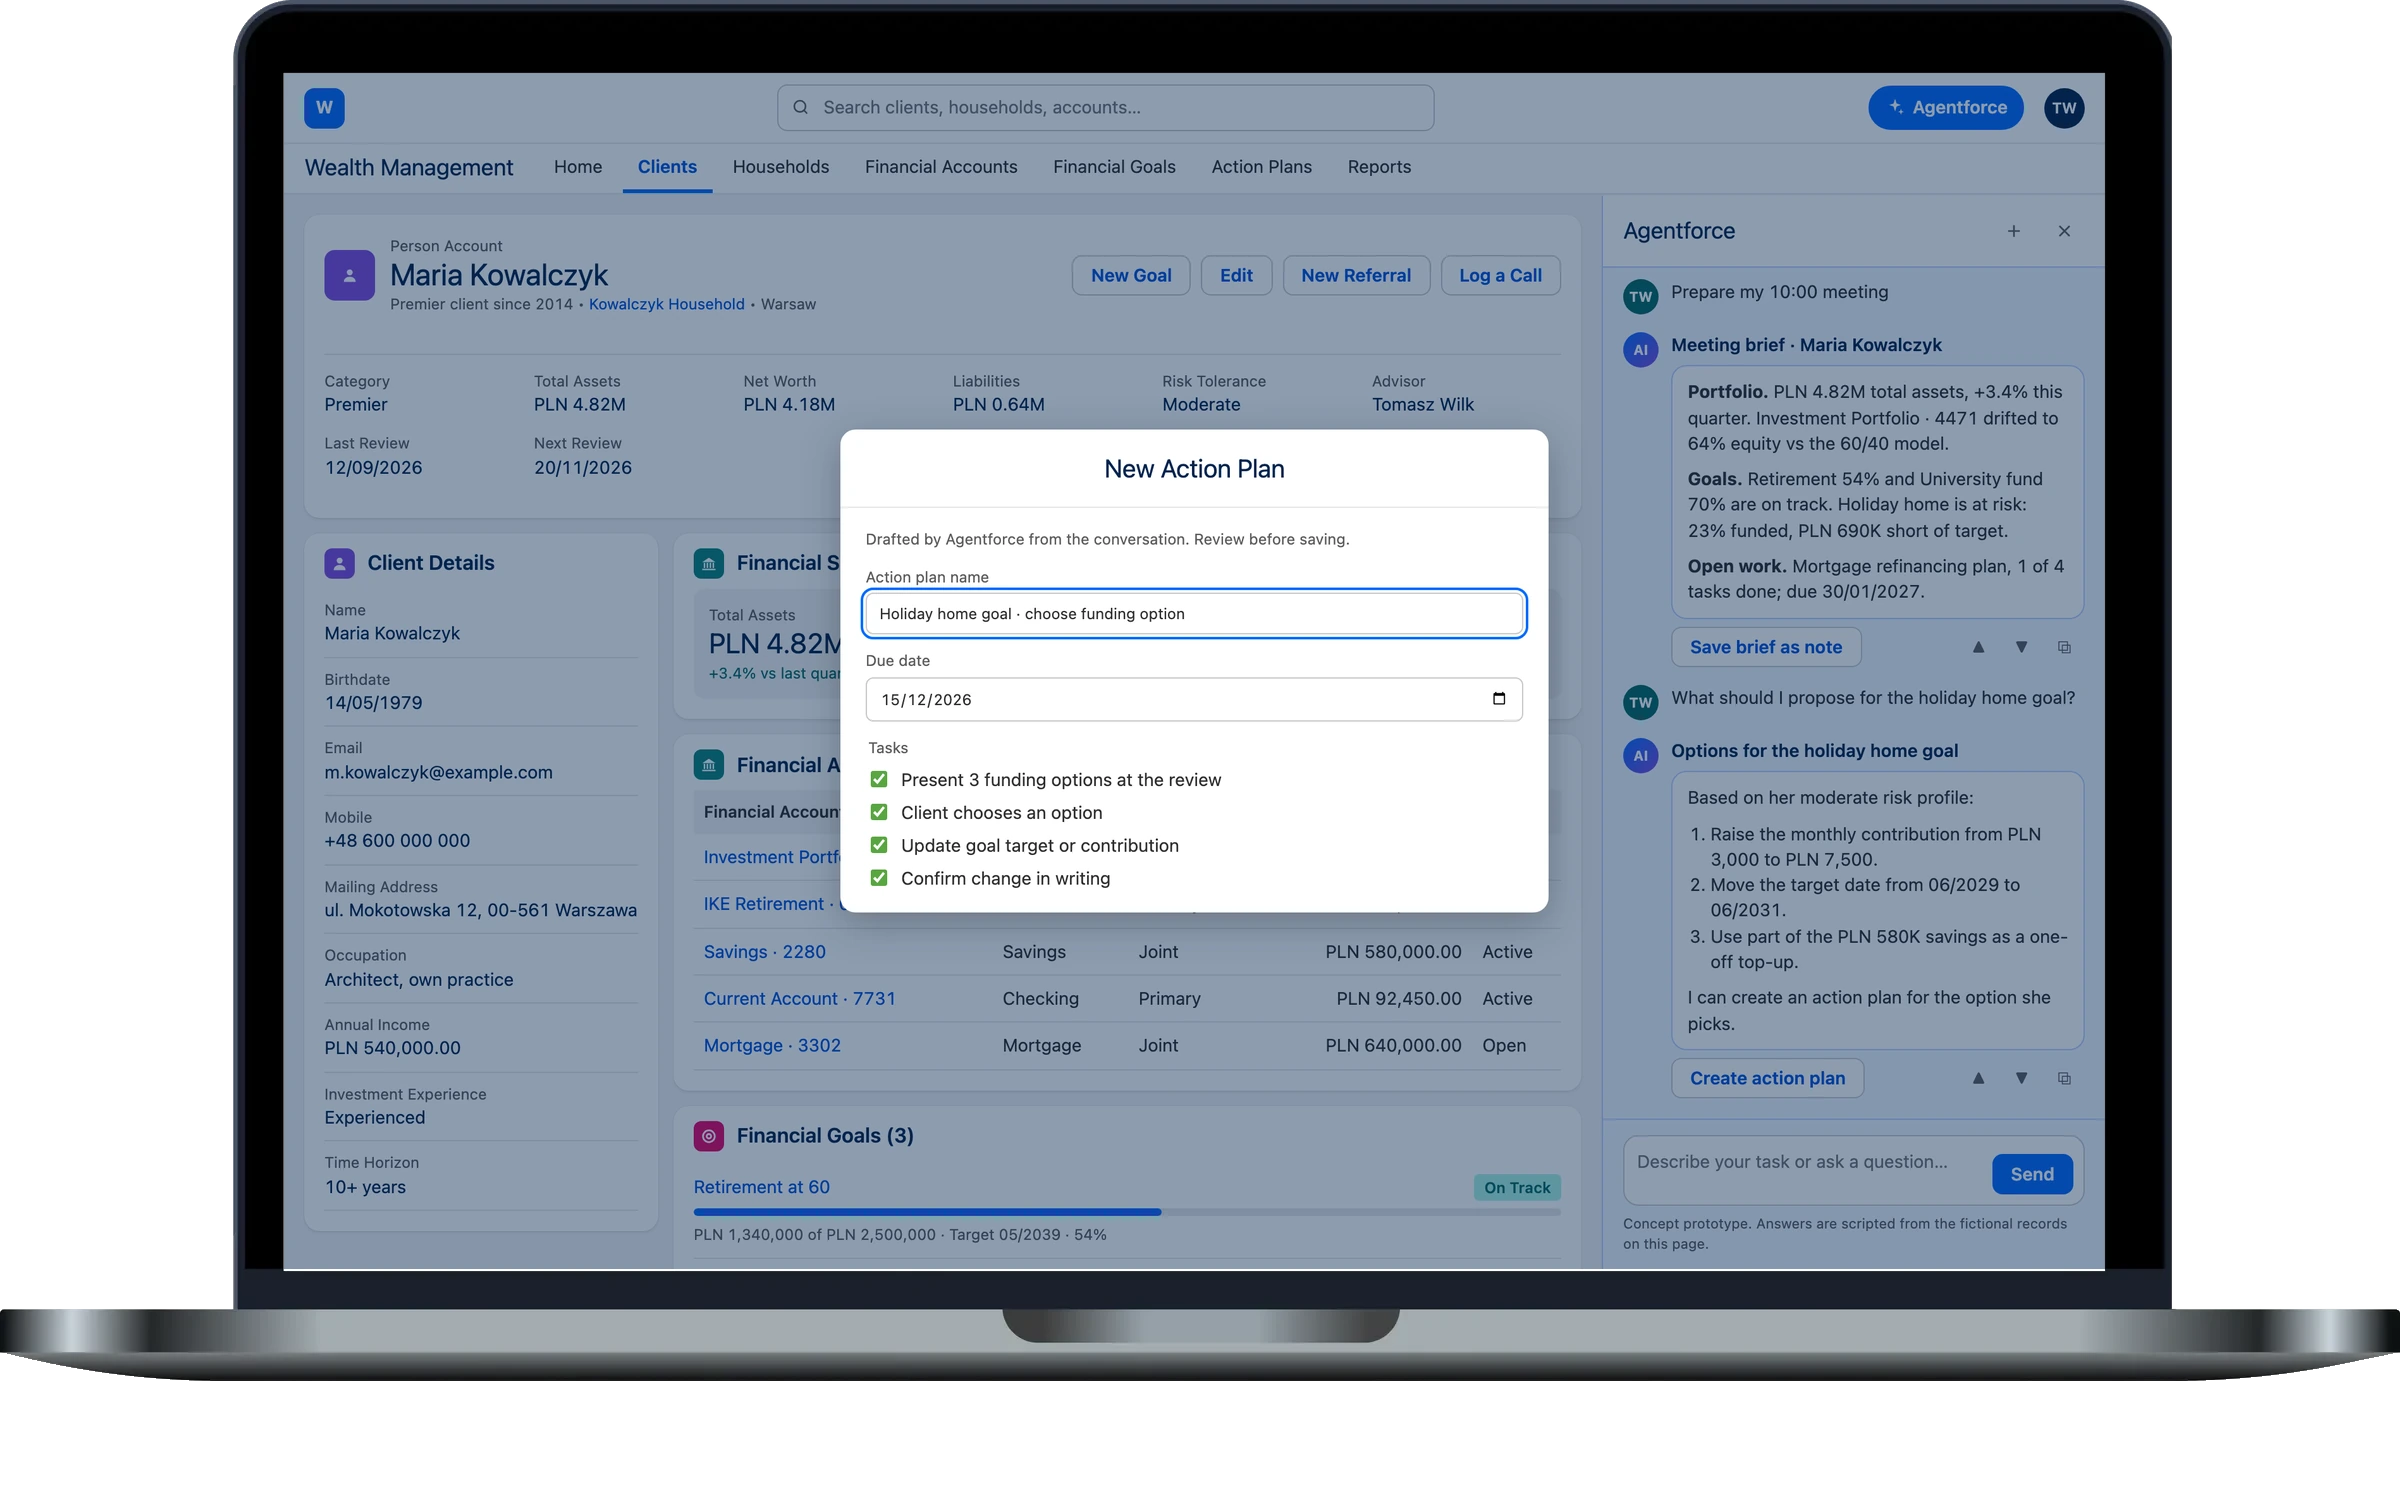 W
Search clients, households, accounts...
Agentforce
TW
Wealth Management
Home
Clients
Households
Financial Accounts
Financial Goals
Action Plans
Reports
Person Account
Maria Kowalczyk
Premier client since 2014 • Kowalczyk Household • Warsaw
New Goal
Edit
New Referral
Log a Call
Category
Premier
Total Assets
PLN 4.82M
Net Worth
PLN 4.18M
Liabilities
PLN 0.64M
Risk Tolerance
Moderate
Advisor
Tomasz Wilk
Last Review
12/09/2026
Next Review
20/11/2026
Client Details
Name
Maria Kowalczyk
Birthdate
14/05/1979
Email
m.kowalczyk@example.com
Mobile
+48 600 000 000
Mailing Address
ul. Mokotowska 12, 00-561 Warszawa
Occupation
Architect, own practice
Annual Income
PLN 540,000.00
Investment Experience
Experienced
Time Horizon
10+ years
Financial S
Total Assets
PLN 4.82M
+3.4% vs last quar
Financial A
Financial Accoun
Investment Portf
IKE Retirement ·
Savings · 2280 Savings Joint PLN 580,000.00 Active
Current Account · 7731 Checking Primary PLN 92,450.00 Active
Mortgage · 3302 Mortgage Joint PLN 640,000.00 Open
Financial Goals (3)
Retirement at 60
On Track
PLN 1,340,000 of PLN 2,500,000 · Target 05/2039 · 54%
New Action Plan
Drafted by Agentforce from the conversation. Review before saving.
Action plan name
Holiday home goal · choose funding option
Due date
15/12/2026
Tasks
Present 3 funding options at the review
Client chooses an option
Update goal target or contribution
Confirm change in writing
Agentforce
TW
Prepare my 10:00 meeting
AI
Meeting brief · Maria Kowalczyk
Portfolio. PLN 4.82M total assets, +3.4% this
quarter. Investment Portfolio · 4471 drifted to
64% equity vs the 60/40 model.
Goals. Retirement 54% and University fund
70% are on track. Holiday home is at risk:
23% funded, PLN 690K short of target.
Open work. Mortgage refinancing plan, 1 of 4
tasks done; due 30/01/2027.
Save brief as note
TW
What should I propose for the holiday home goal?
AI
Options for the holiday home goal
Based on her moderate risk profile:
1. Raise the monthly contribution from PLN
3,000 to PLN 7,500.
2. Move the target date from 06/2029 to
06/2031.
3. Use part of the PLN 580K savings as a one-
off top-up.
I can create an action plan for the option she
picks.
Create action plan
Describe your task or ask a question...
Send
Concept prototype. Answers are scripted from the fictional records
on this page.